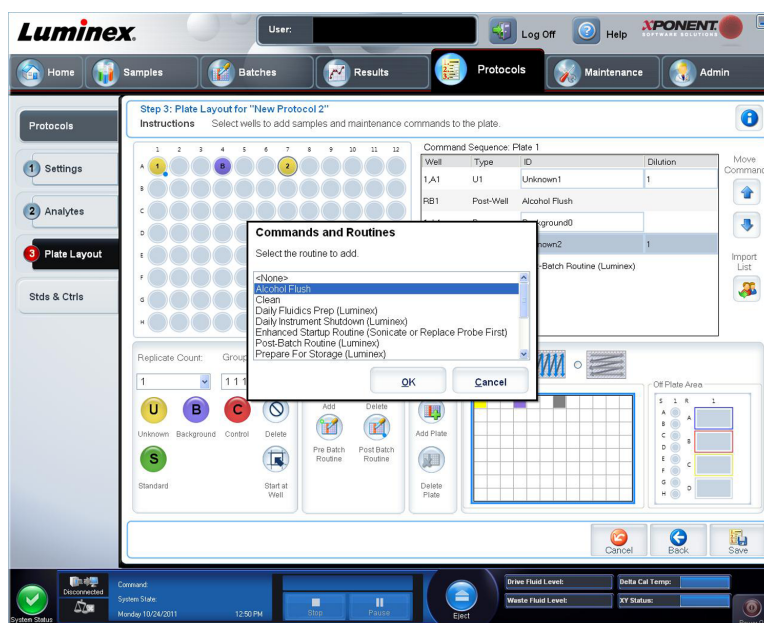 Luminex.
User:
Log Off
Help
XPONENT
SOFTWARE SOLUTIONS
Home
Samples
Batches
Results
Protocols
Maintenance
Admin
Protocols
1 Settings
2 Analytes
3 Plate Layout
Stds & Ctrls
Step 3: Plate Layout for "New Protocol 2"
Instructions Select wells to add samples and maintenance commands to the plate.
1 2 3 4 5 6 7 8 9 10 11 12
A 1 B 2
B
C
D
E
F
G
H
Command Sequence: Plate 1
Well Type ID Dilution
1,A1 U1 Unknown1 1
RB1 Post-Well Alcohol Flush
Move
Command
Import
List
Commands and Routines
Select the routine to add.
<None>
Alcohol Flush
Clean
Daily Fluidics Prep (Luminex)
Daily Instrument Shutdown (Luminex)
Enhanced Startup Routine (Sonicate or Replace Probe First)
Post-Batch Routine (Luminex)
Prepare For Storage (Luminex)
OK
Cancel
-Batch Routine (Luminex)
1
Replicate Count:
1
1 1 1
U
B
C
Unknown
Background
Control
Delete
S
Standard
Start at
Well
Add
Delete
Pre Batch
Routine
Post Batch
Routine
Add Plate
Delete
Plate
Off Plate Area
S 1 R 1
A
B
C
D
E
F
G
H
A
B
C
D
Cancel
Back
Save
System Status
Disconnected
Command:
System State:
Monday 10/24/2011 12:50 PM
Stop
Pause
Eject
Drive Fluid Level:
Waste Fluid Level:
Delta Cal Temp:
XY Status: